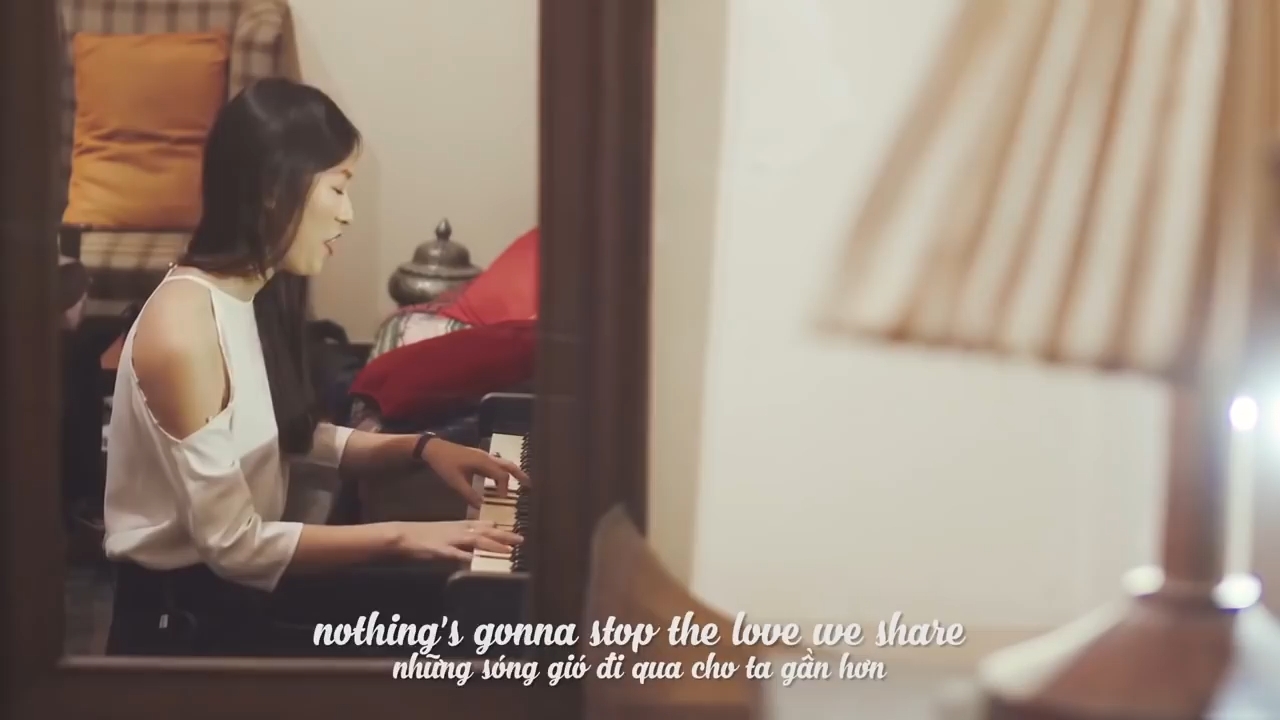 nothing's gonna stop the love we share
những sóng gió đi qua cho ta gần hơn